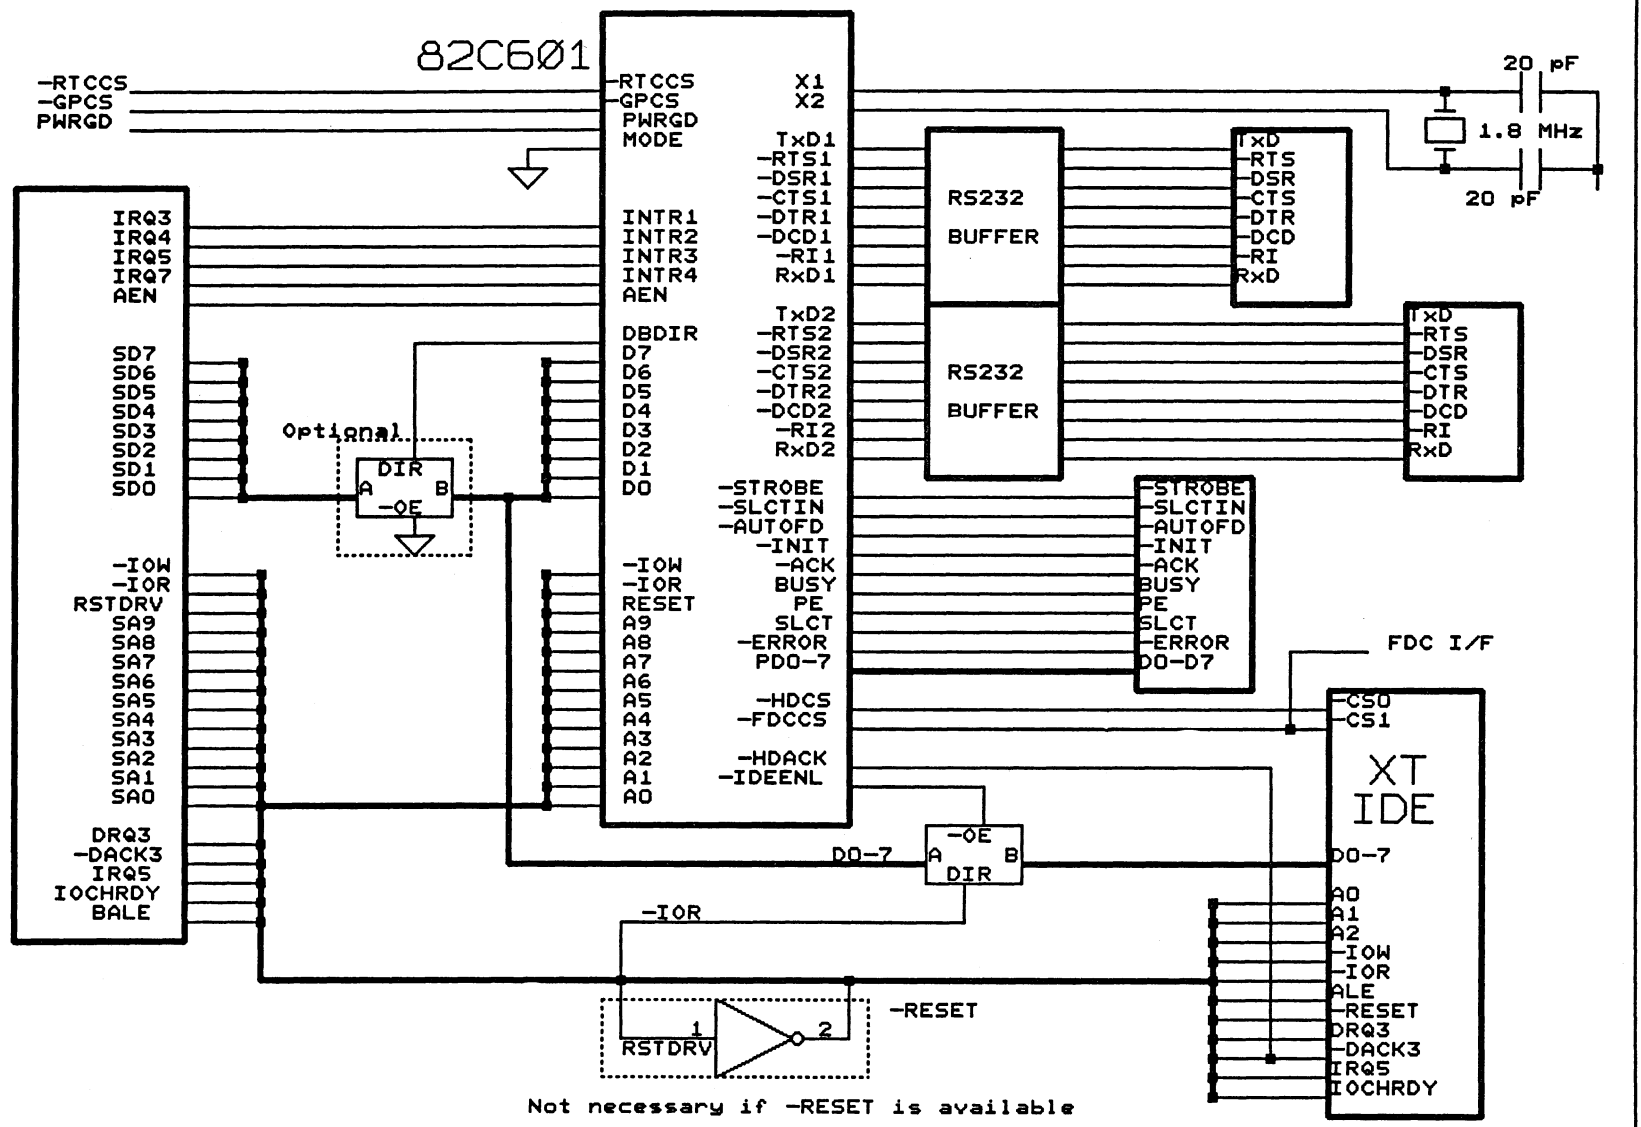 82C601
-RTCCS
-GPCS
PWRGD
-RTCCS
-GPCS
PWRGD
MODE
INTR1
INTR2
INTR3
INTR4
AEN
DBDIR
D7
D6
D5
D4
D3
D2
D1
D0
-IOW
-IOR
RESET
A9
A8
A7
A6
A5
A4
A3
A2
A1
A0
X1
X2
TxD1
-RTS1
-DSR1
-CTS1
-DTR1
-DCD1
-RI1
RxD1
TxD2
-RTS2
-DSR2
-CTS2
-DTR2
-DCD2
-RI2
RxD2
-STROBE
-SLCTIN
-AUTOFD
-INIT
-ACK
BUSY
PE
SLCT
-ERROR
PD0-7
-HDCS
-FDCCS
-HDACK
-IDEENL
IRQ3
IRQ4
IRQ5
IRQ7
AEN
SD7
SD6
SD5
SD4
SD3
SD2
SD1
SD0
-IOW
-IOR
RSTDRV
SA9
SA8
SA7
SA6
SA5
SA4
SA3
SA2
SA1
SA0
DRQ3
-DACK3
IRQ5
IOCHRDY
BALE
Optional
DIR
A B
-OE
RS232
BUFFER
RS232
BUFFER
20 pF
1.8 MHz
20 pF
TxD
-RTS
-DSR
-CTS
-DTR
-DCD
-RI
RxD
TxD
-RTS
-DSR
-CTS
-DTR
-DCD
-RI
RxD
-STROBE
-SLCTIN
-AUTOFD
-INIT
-ACK
BUSY
PE
SLCT
-ERROR
D0-D7
FDC I/F
-CS0
-CS1
XT
IDE
D0-7
A0
A1
A2
-IOW
-IOR
ALE
-RESET
DRQ3
-DACK3
IRQ5
IOCHRDY
D0-7
-OE
A B
DIR
-IOR
-RESET
1 2
RSTDRV
Not necessary if -RESET is available